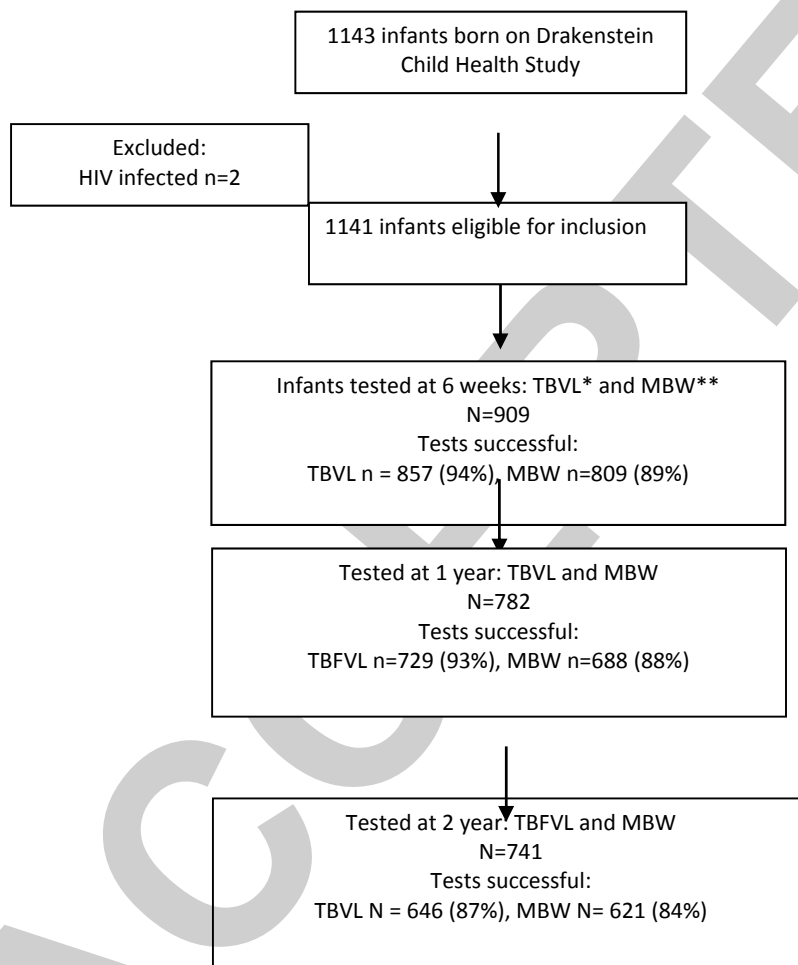 1143 infants born on Drakenstein
Child Health Study
Excluded:
HIV infected n=2
1141 infants eligible for inclusion
Infants tested at 6 weeks: TBVL* and MBW**
N=909
Tests successful:
TBVL n = 857 (94%), MBW n=809 (89%)
Tested at 1 year: TBVL and MBW
N=782
Tests successful:
TBFVL n=729 (93%), MBW n=688 (88%)
Tested at 2 year: TBFVL and MBW
N=741
Tests successful:
TBVL N = 646 (87%), MBW N= 621 (84%)